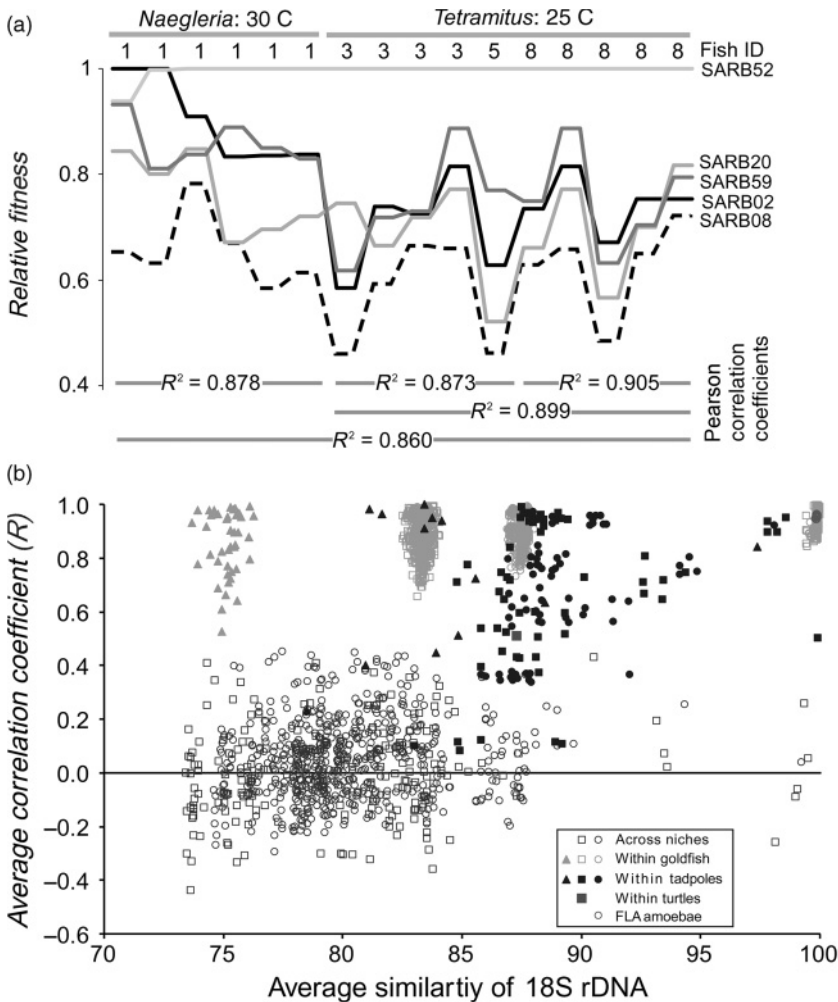 (a)
Naegleria: 30 C
Tetramitus: 25 C
1 1 1 1 1 1 3 3 3 3 5 8 8 8 8 8
Fish ID
1
SARB52
0.8
SARB20
SARB59
SARB02
SARB08
0.6
0.4
Relative fitness
R² = 0.878
R² = 0.873
R² = 0.905
R² = 0.899
R² = 0.860
Pearson
correlation
coefficients
(b)
1.0
0.8
0.6
0.4
0.2
0.0
−0.2
−0.4
−0.6
Average correlation coefficient (R)
Across niches
Within goldfish
Within tadpoles
Within turtles
FLA amoebae
70 75 80 85 90 95 100
Average similartiy of 18S rDNA